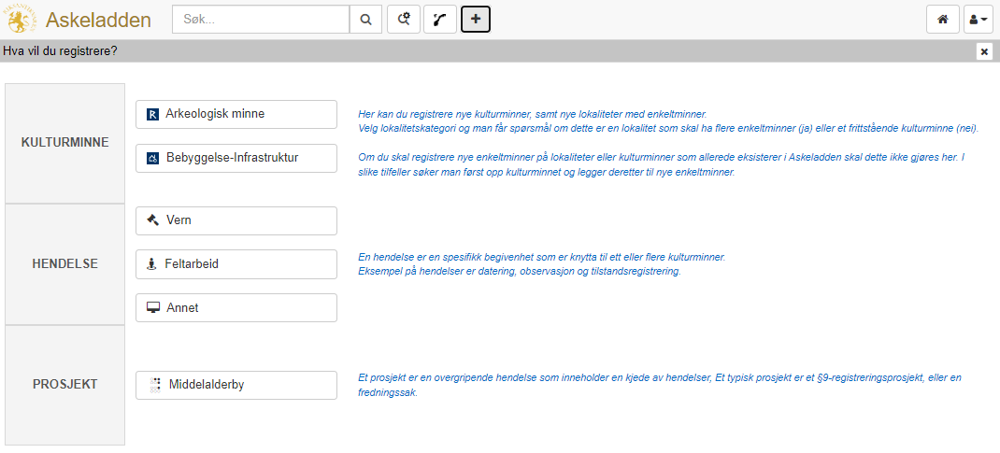 RIKSANTIKVAREN
Askeladden
Søk...
Hva vil du registrere?
KULTURMINNE
Arkeologisk minne
Her kan du registrere nye kulturminner, samt nye lokaliteter med enkeltminner.
Velg lokalitetskategori og man får spørsmål om dette er en lokalitet som skal ha flere enkeltminner (ja) eller et frittstående kulturminne (nei).
Bebyggelse-Infrastruktur
Om du skal registrere nye enkeltminner på lokaliteter eller kulturminner som allerede eksisterer i Askeladden skal dette ikke gjøres her. I
slike tilfeller søker man først opp kulturminnet og legger deretter til nye enkeltminner.
HENDELSE
Vern
Feltarbeid
Annet
En hendelse er en spesifikk begivenhet som er knytta til ett eller flere kulturminner.
Eksempel på hendelser er datering, observasjon og tilstandsregistrering.
PROSJEKT
Middelalderby
Et prosjekt er en overgripende hendelse som inneholder en kjede av hendelser, Et typisk prosjekt er et §9-registreringsprosjekt, eller en
fredningssak.